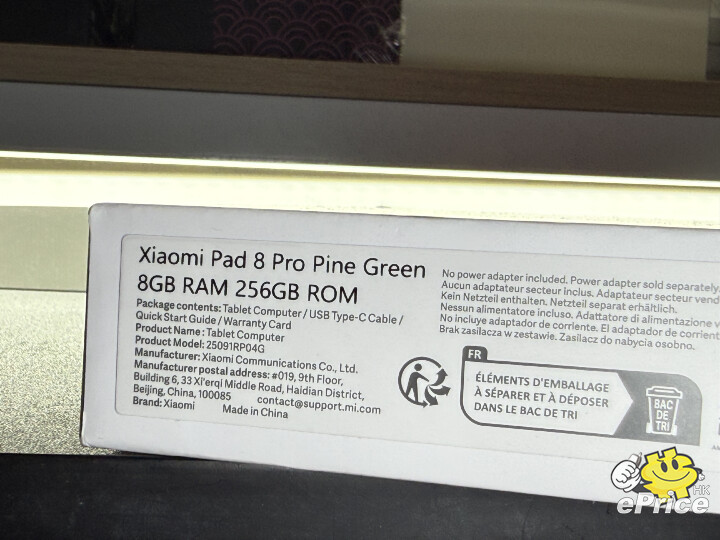 Xiaomi Pad 8 Pro Pine Green
8GB RAM 256GB ROM
Package contents: Tablet Computer / USB Type-C Cable /
Quick Start Guide / Warranty Card
Product Name: Tablet Computer
Product Model: 25091RP04G
Manufacturer: Xiaomi Communications Co., Ltd.
Manufacturer postal address: #019, 9th Floor,
Building 6, 33 Xi'erqi Middle Road, Haidian District,
Beijing, China, 100085 contact@support.mi.com
Brand: Xiaomi Made in China
No power adapter included. Power adapter sold separately.
Aucun adaptateur secteur inclus. Adaptateur secteur vend
Kein Netzteil enthalten. Netzteil separat erhältlich.
Nessun alimentatore incluso. Adattatore di alimentazione v
No incluye adaptador de corriente. El adaptador de corrient
Brak zasilacza w zestawie. Zasilacz do nabycia osobno.
FR
ÉLÉMENTS D'EMBALLAGE
À SÉPARER ET À DÉPOSER
DANS LE BAC DE TRI
BAC
DE
TRI
ePrice
HK